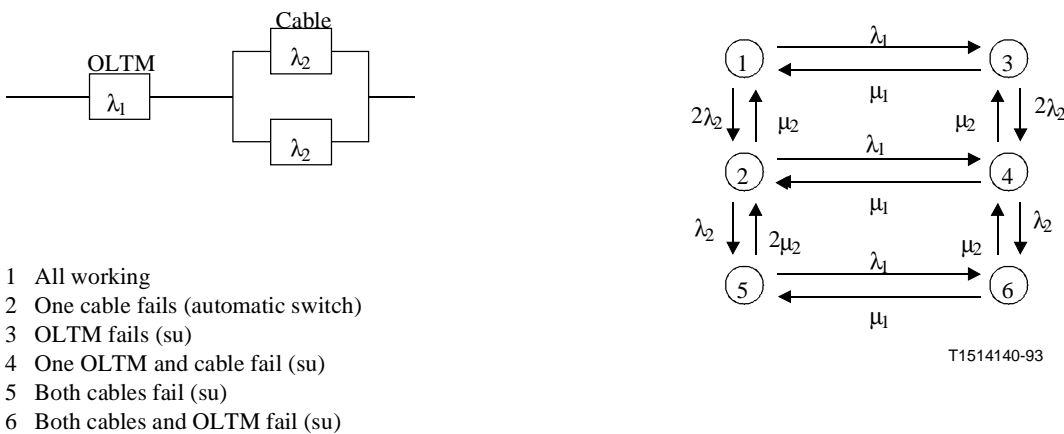 Cable
OLTM
λ₂
λ₁
λ₂
1 All working
2 One cable fails (automatic switch)
3 OLTM fails (su)
4 One OLTM and cable fail (su)
5 Both cables fail (su)
6 Both cables and OLTM fail (su)
λ₁
1
3
μ₁
2λ₂
μ₂
μ₂
2λ₂
λ₁
2
4
μ₁
λ₂
2μ₂
μ₂
λ₂
λ₁
5
6
μ₁
T1514140-93